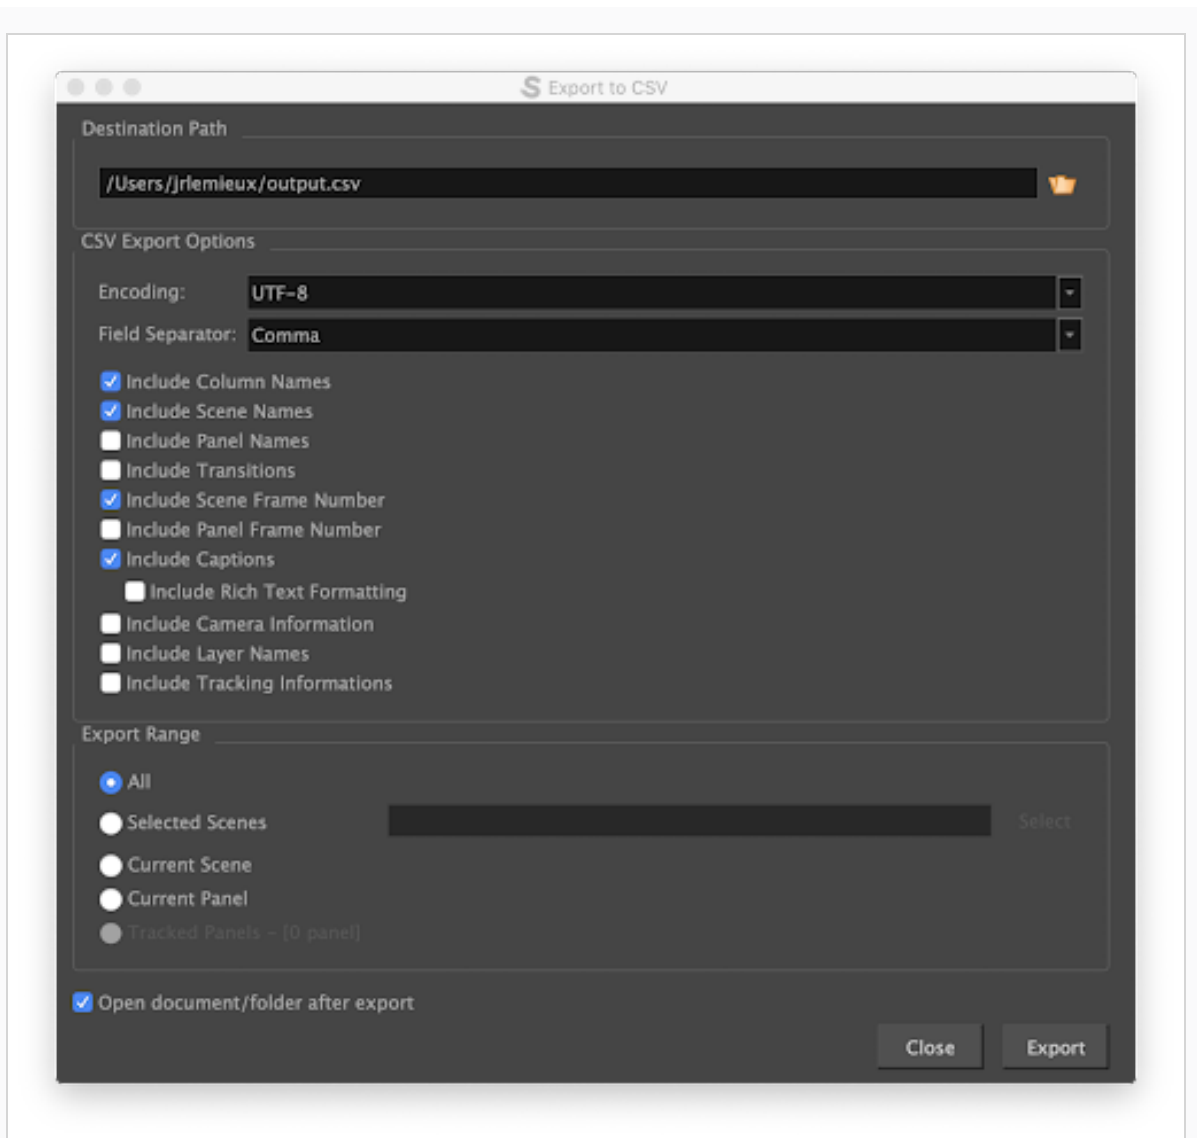 Export to CSV
Destination Path
/Users/jrlemieux/output.csv
CSV Export Options
Encoding: UTF-8
Field Separator: Comma
Include Column Names
Include Scene Names
Include Panel Names
Include Transitions
Include Scene Frame Number
Include Panel Frame Number
Include Captions
Include Rich Text Formatting
Include Camera Information
Include Layer Names
Include Tracking Informations
Export Range
All
Selected Scenes Select
Current Scene
Current Panel
Tracked Panels - [0 panel]
Open document/folder after export
Close Export